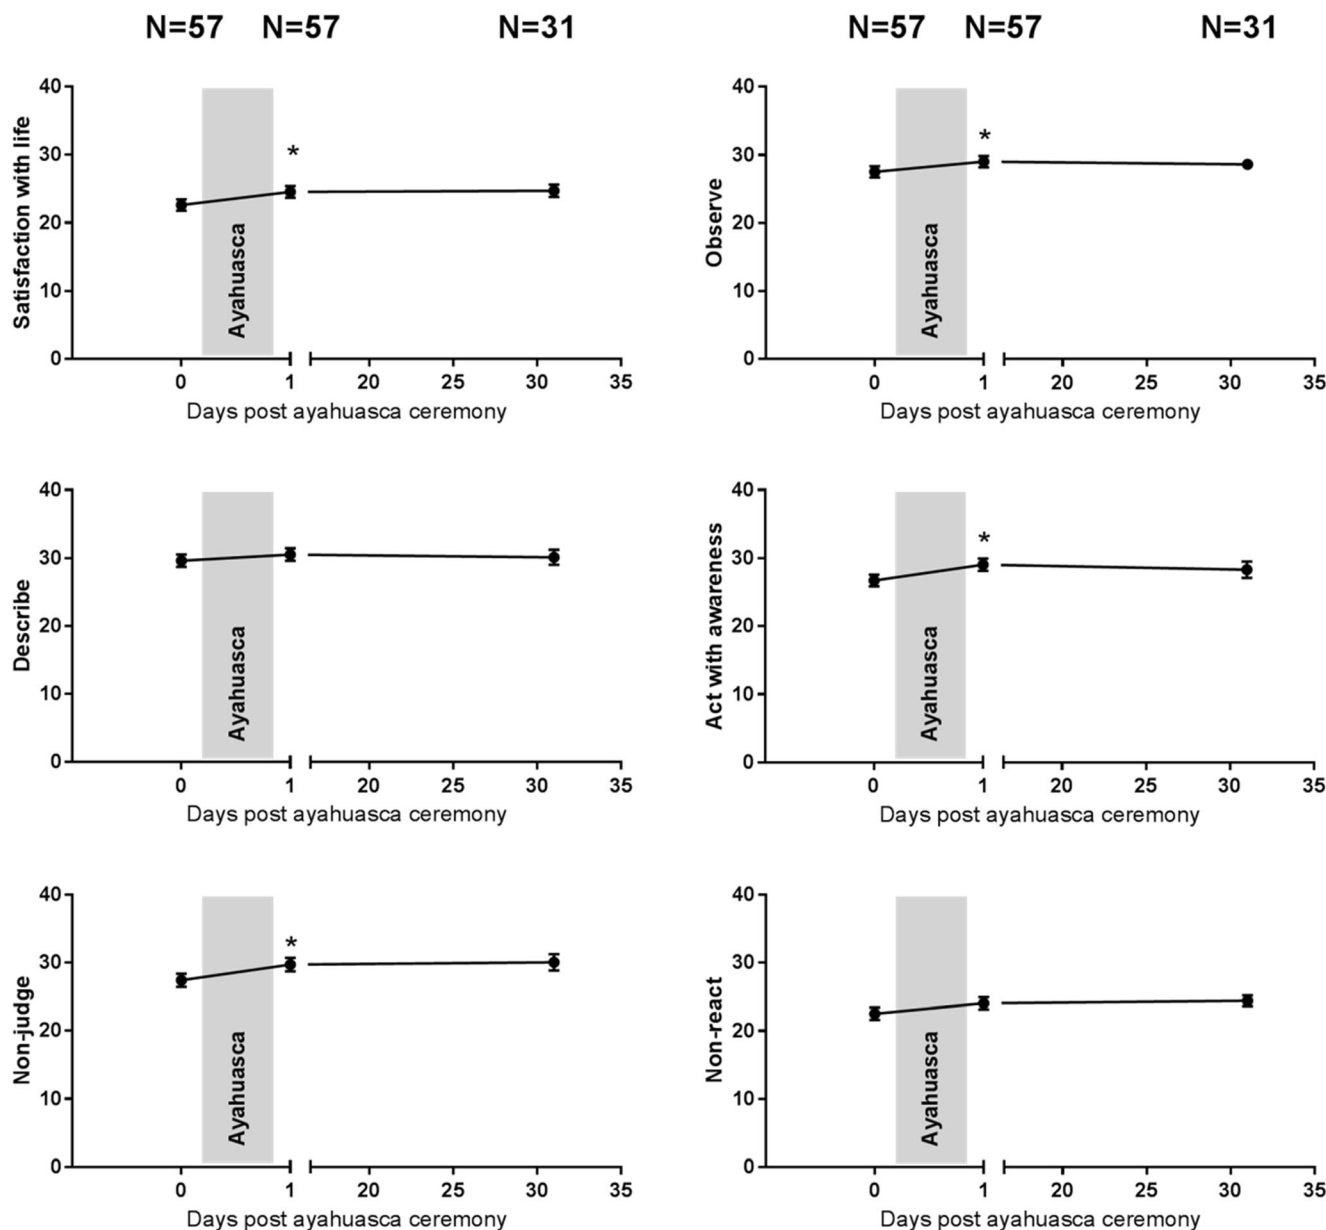 N=57 N=57 N=31 N=57 N=57 N=31
Satisfaction with life
40
30
20
10
0
Ayahuasca
*
0 1 20 25 30 35
Days post ayahuasca ceremony
Observe
40
30
20
10
0
Ayahuasca
*
0 1 20 25 30 35
Days post ayahuasca ceremony
Describe
40
30
20
10
0
Ayahuasca
0 1 20 25 30 35
Days post ayahuasca ceremony
Act with awareness
40
30
20
10
0
Ayahuasca
*
0 1 20 25 30 35
Days post ayahuasca ceremony
Non-judge
40
30
20
10
0
Ayahuasca
*
0 1 20 25 30 35
Days post ayahuasca ceremony
Non-react
40
30
20
10
0
Ayahuasca
0 1 20 25 30 35
Days post ayahuasca ceremony